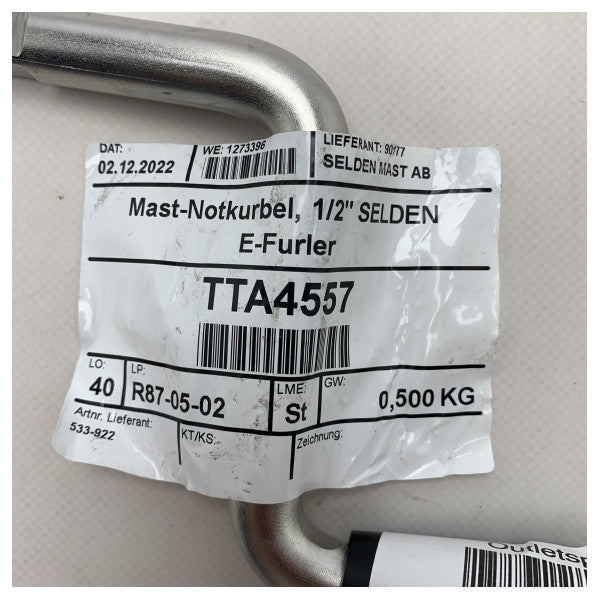 DAT:
02.12.2022
WE: 1273396
LIEFERANT: 90177
SELDEN MAST AB
Mast-Notkurbel, 1/2" SELDEN
E-Furler
TTA4557
LO:
40
LP:
R87-05-02
LME:
St
GW:
0,500 KG
Artnr. Lieferant:
533-922
KT/KS:
Zeichnung: